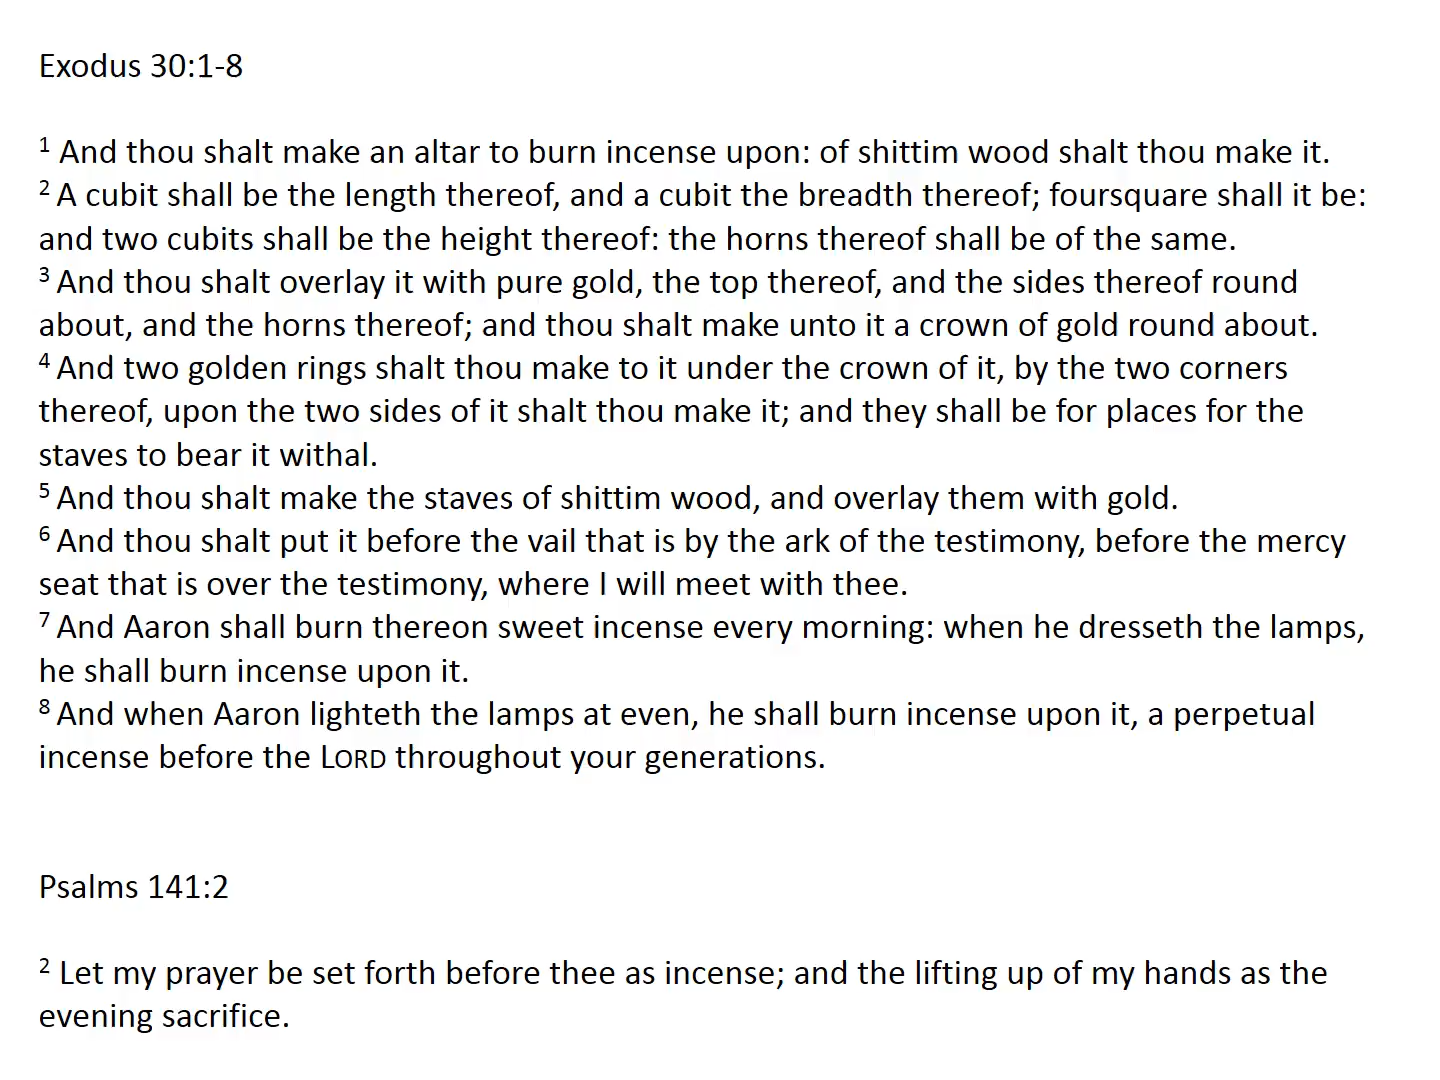 Exodus 30:1-8
1 And thou shalt make an altar to burn incense upon: of shittim wood shalt thou make it.
2 A cubit shall be the length thereof, and a cubit the breadth thereof; foursquare shall it be:
and two cubits shall be the height thereof: the horns thereof shall be of the same.
3 And thou shalt overlay it with pure gold, the top thereof, and the sides thereof round
about, and the horns thereof; and thou shalt make unto it a crown of gold round about.
4 And two golden rings shalt thou make to it under the crown of it, by the two corners
thereof, upon the two sides of it shalt thou make it; and they shall be for places for the
staves to bear it withal.
5 And thou shalt make the staves of shittim wood, and overlay them with gold.
6 And thou shalt put it before the vail that is by the ark of the testimony, before the mercy
seat that is over the testimony, where I will meet with thee.
7 And Aaron shall burn thereon sweet incense every morning: when he dresseth the lamps,
he shall burn incense upon it.
8 And when Aaron lighteth the lamps at even, he shall burn incense upon it, a perpetual
incense before the LORD throughout your generations.
Psalms 141:2
2 Let my prayer be set forth before thee as incense; and the lifting up of my hands as the
evening sacrifice.